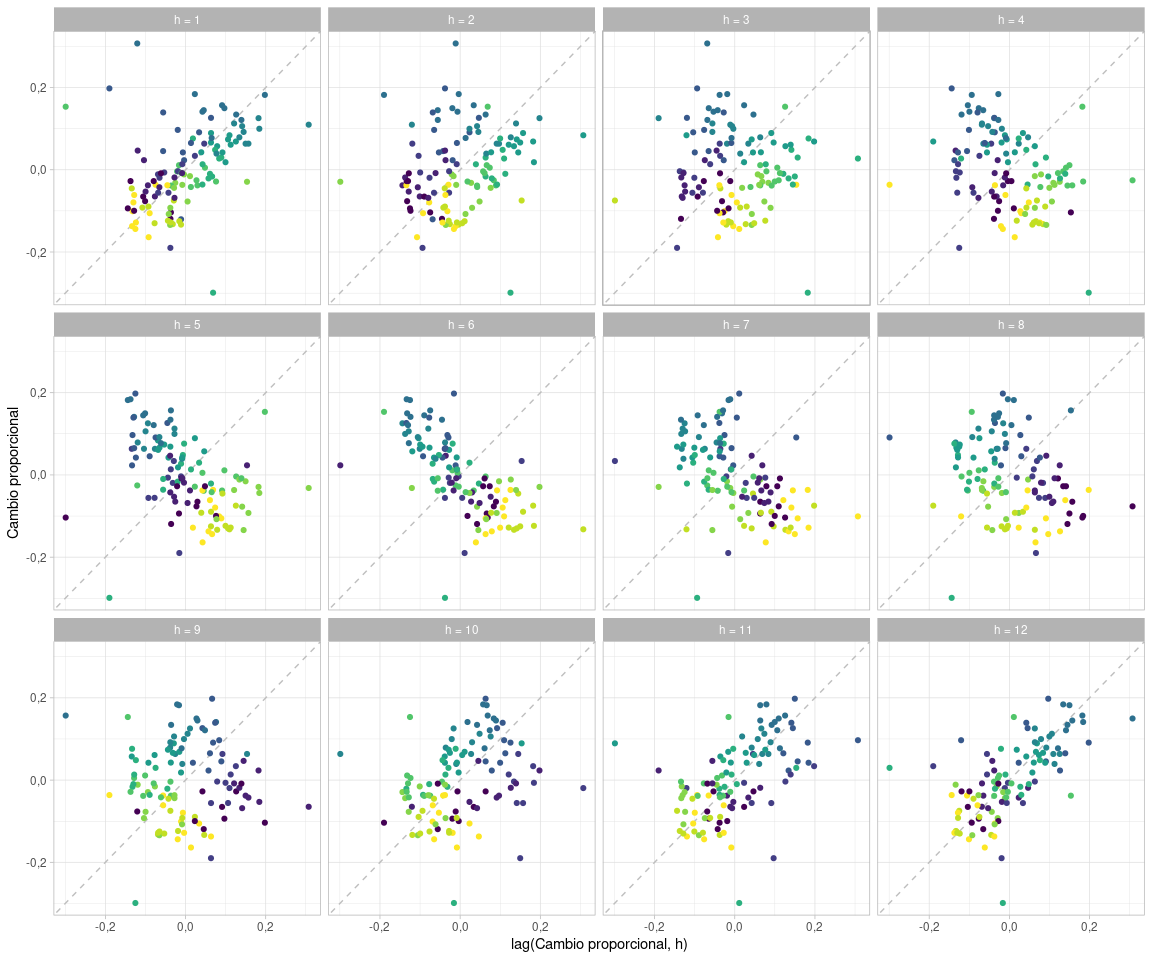 h = 1
h = 2
h = 3
h = 4
0,2
0,0
-0,2
h = 5
h = 6
h = 7
h = 8
0,2
0,0
-0,2
h = 9
h = 10
h = 11
h = 12
0,2
0,0
-0,2
-0,2 0,0 0,2
-0,2 0,0 0,2
-0,2 0,0 0,2
-0,2 0,0 0,2
lag(Cambio proporcional, h)
Cambio proporcional